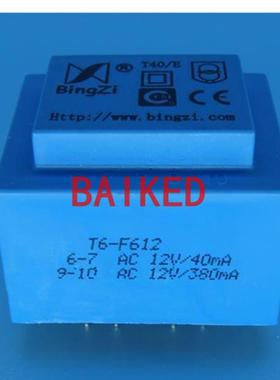 T40/E
BingZi ®
CE
Http://www.bingzi.com
BAIKED
T6-F612
6-7 AC 12V/40mA
9-10 AC 12V/380mA